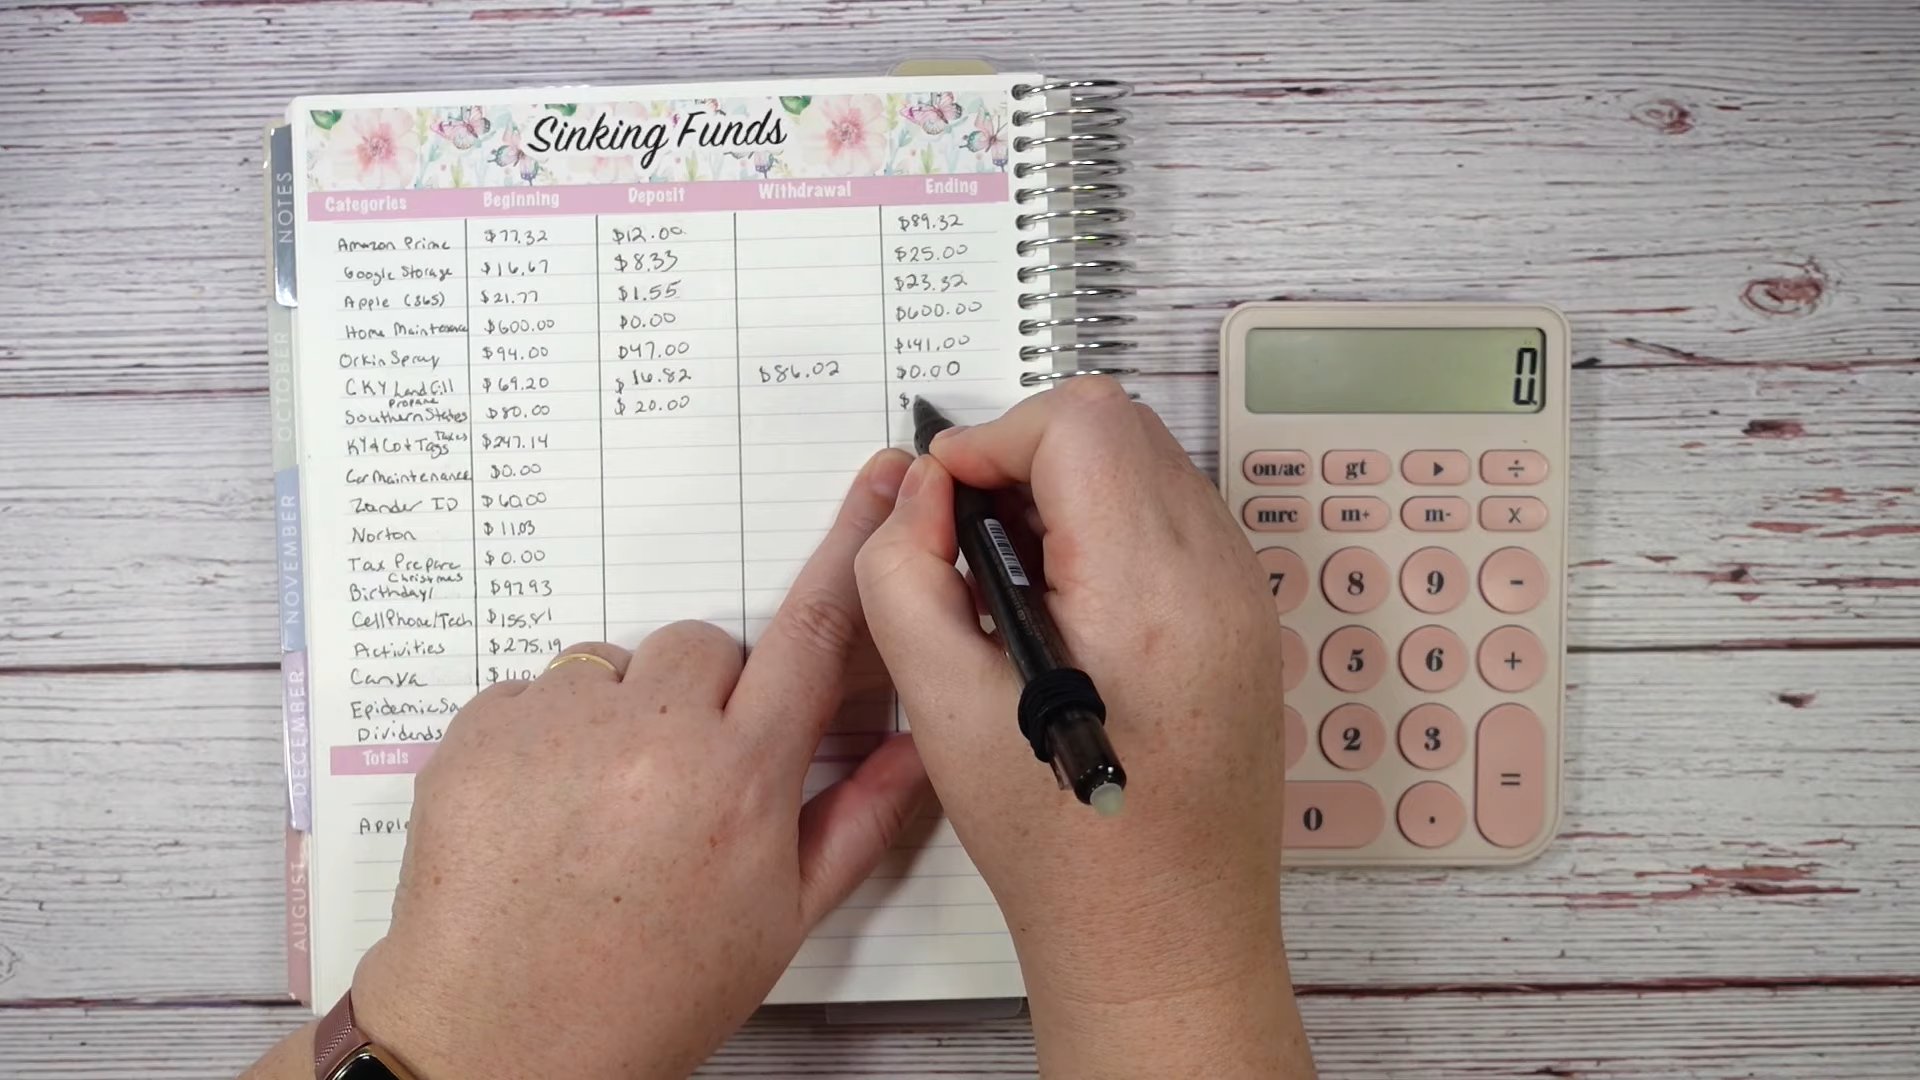 Sinking Funds
Categories Beginning Deposit Withdrawal Ending
Amazon Prime $77.32 $12.00 $89.32
Google Storage $16.67 $8.33 $25.00
Apple (365) $21.77 $1.55 $23.32
Home Maintenance $600.00 $0.00 $600.00
Orkin Spray $94.00 $47.00 $141.00
CKY Landfill $69.20 $16.82 $86.02 $0.00
Propane
Southern States $80.00 $20.00 $
Taxes
KY & Co + Tags $247.14
Car Maintenance $0.00
Zander ID $60.00
Norton $11.03
Tax Prepare $0.00
Christmas
Birthday/ $97.93
Cell Phone/Tech $155.81
Activities $275.19
Canva $110.
Dividends
Totals
NOTES
OCTOBER
NOVEMBER
DECEMBER
AUGUST
0
on/ac gt ▶ ÷
mrc m+ m- X
7 8 9 -
5 6 +
2 3 =
0 .